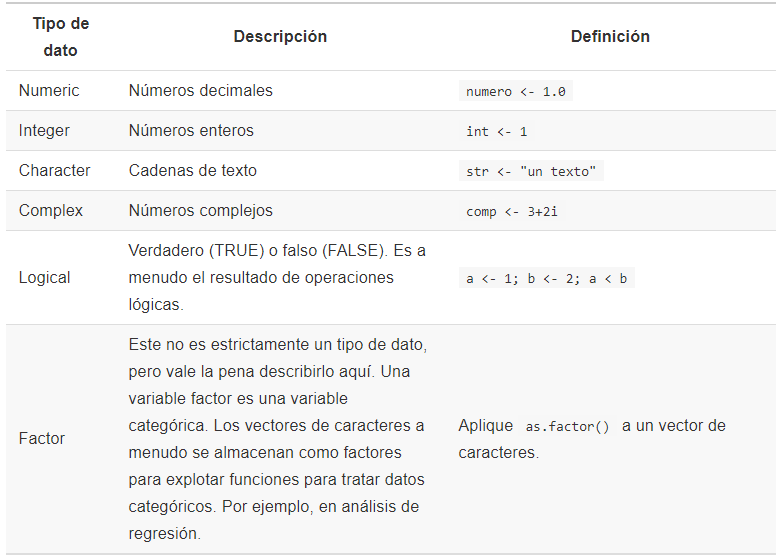 Tipo de
dato
Descripción
Definición
Numeric
Números decimales
numero <- 1.0
Integer
Números enteros
int <- 1
Character
Cadenas de texto
str <- "un texto"
Complex
Números complejos
comp <- 3+2i
Logical
Verdadero (TRUE) o falso (FALSE). Es a
menudo el resultado de operaciones
lógicas.
a <- 1; b <- 2; a < b
Factor
Este no es estrictamente un tipo de dato,
pero vale la pena describirlo aquí. Una
variable factor es una variable
categórica. Los vectores de caracteres a
menudo se almacenan como factores
para explotar funciones para tratar datos
categóricos. Por ejemplo, en análisis de
regresión.
Aplique as.factor() a un vector de
caracteres.